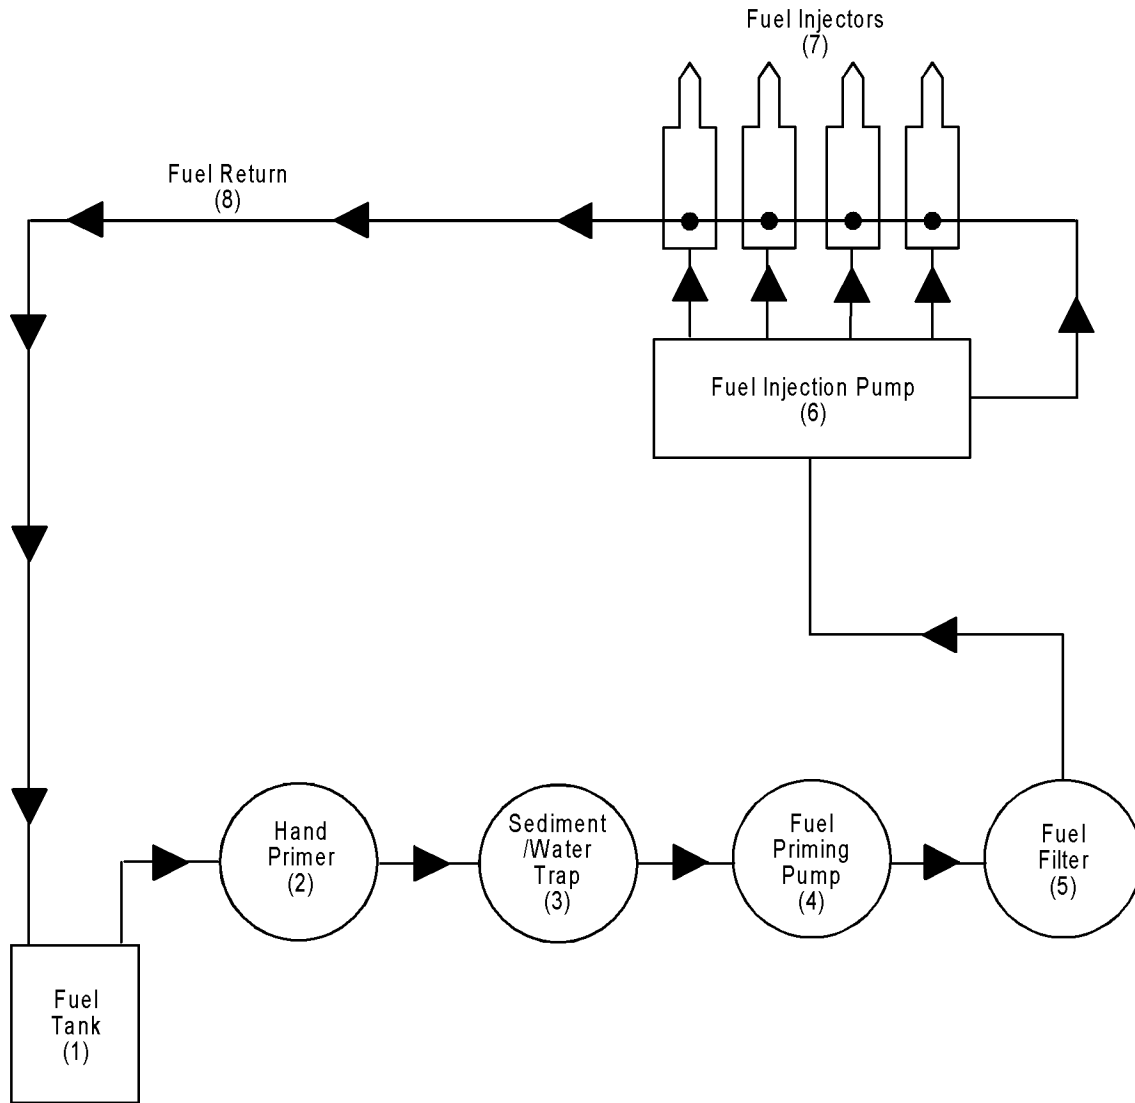 Fuel Injectors
(7)
Fuel Return
(8)
Fuel Injection Pump
(6)
Hand
Primer
(2)
Sediment
/Water
Trap
(3)
Fuel
Priming
Pump
(4)
Fuel
Filter
(5)
Fuel
Tank
(1)